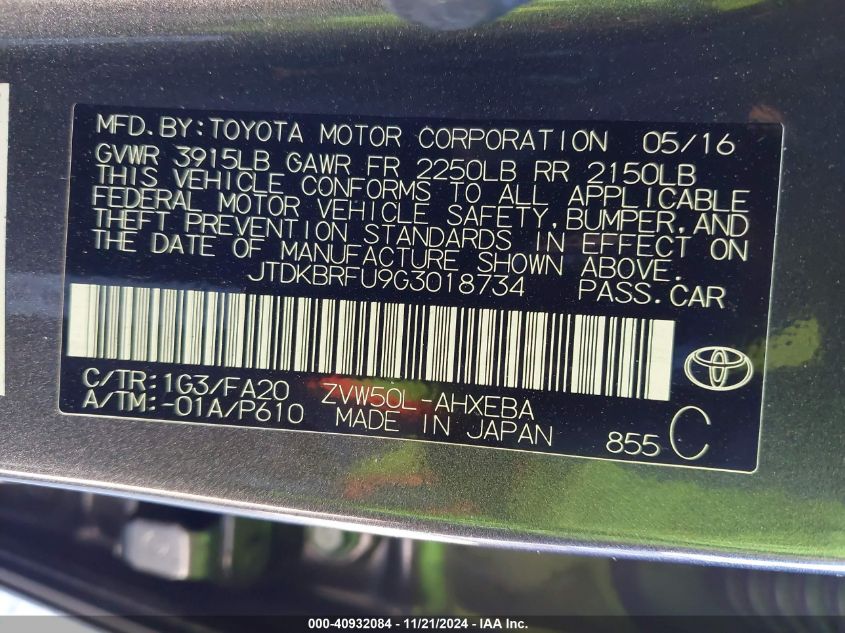 MFD.BY:TOYOTA MOTOR CORPORATION 05/16
GVWR 3915LB GAWR FR 2250LB RR 2150LB
THIS VEHICLE CONFORMS TO ALL APPLICABLE
FEDERAL MOTOR VEHICLE SAFETY,BUMPER,AND
THEFT PREVENTION STANDARDS IN EFFECT ON
THE DATE OF MANUFACTURE SHOWN ABOVE.
JTDKBRFU9G3018734 PASS.CAR
C/TR:1G3/FA20 ZVW50L-AHXEBA
A/TM:-01A/P610 MADE IN JAPAN 855 C
000-40932084 - 11/21/2024 - IAA Inc.